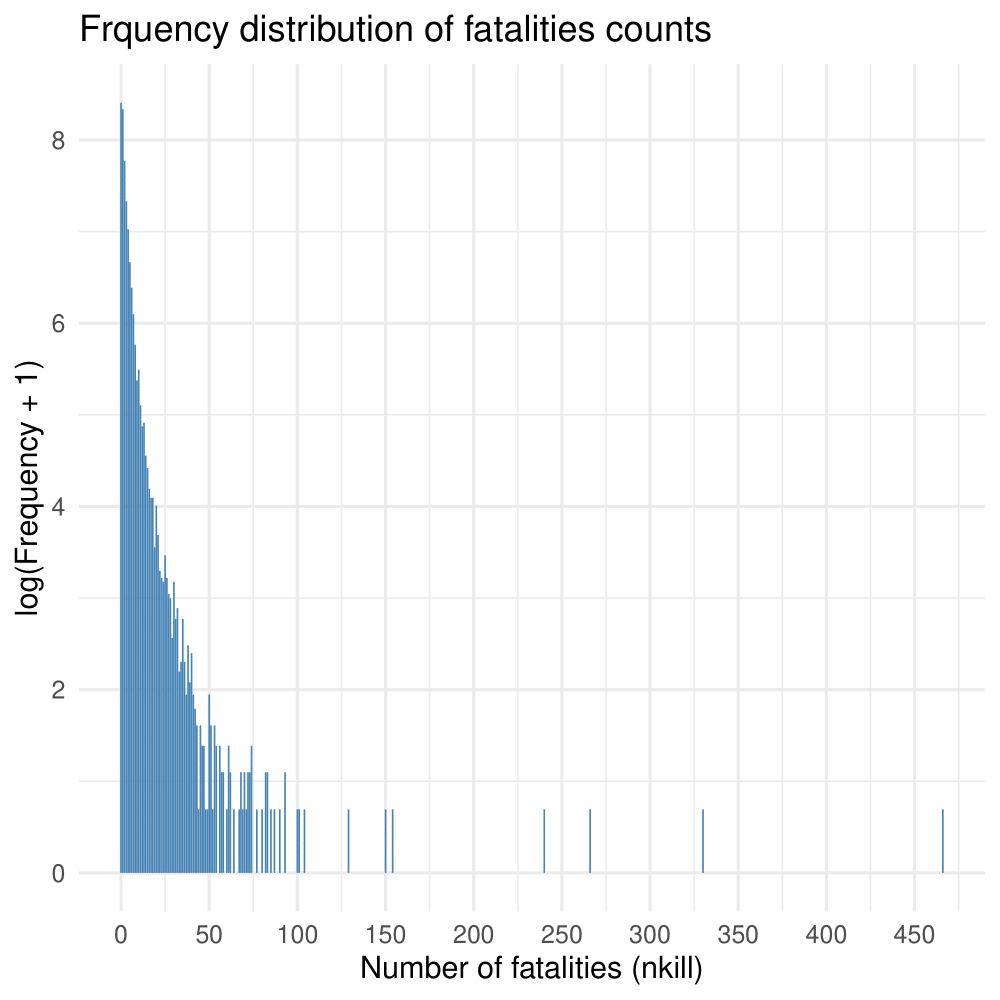 Frquency distribution of fatalities counts
log(Frequency + 1)
8
6
4
2
0
0 50 100 150 200 250 300 350 400 450
Number of fatalities (nkill)